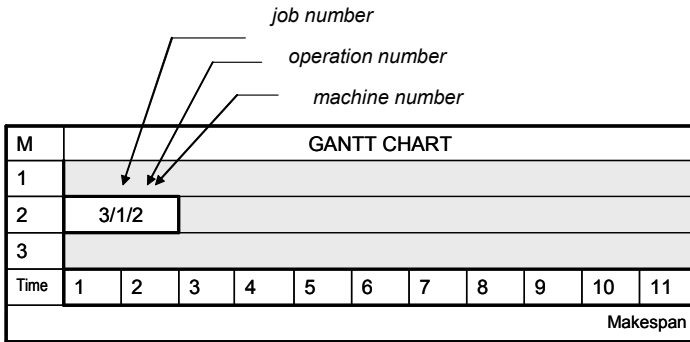 job number
operation number
machine number
M GANTT CHART
1
2 3/1/2
3
Time 1 2 3 4 5 6 7 8 9 10 11
Makespan